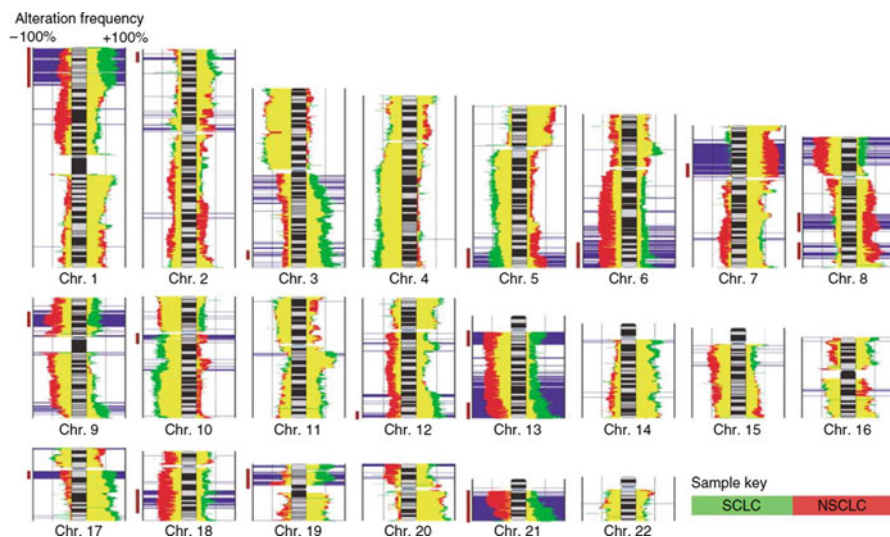 Alteration frequency
−100% +100%
Chr. 1 Chr. 2 Chr. 3 Chr. 4 Chr. 5 Chr. 6 Chr. 7 Chr. 8
Chr. 9 Chr. 10 Chr. 11 Chr. 12 Chr. 13 Chr. 14 Chr. 15 Chr. 16
Sample key
SCLC NSCLC
Chr. 17 Chr. 18 Chr. 19 Chr. 20 Chr. 21 Chr. 22